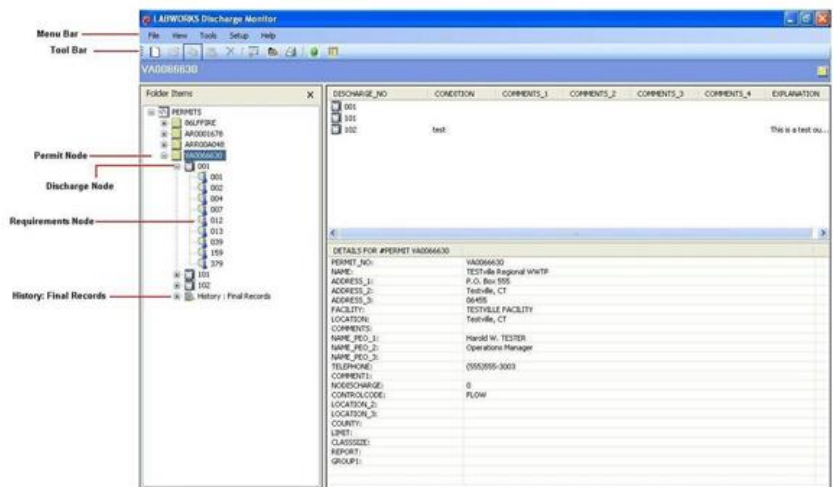 LABWORKS Discharge Monitor
Menu Bar
File View Tools Setup Help
Tool Bar
VA0066630
Folder Items X
PERMITS
06LFFIRE
AR0001678
ARR00A048
Permit Node
VA0066630
001
Discharge Node
001
002
004
007
Requirements Node
012
013
039
159
379
101
102
History: Final Records
History : Final Records
DISCHARGE_NO CONDITION COMMENTS_1 COMMENTS_2 COMMENTS_3 COMMENTS_4 EXPLANATION
001
101
102 test This is a test ou...
DETAILS FOR #PERMIT VA0066630
PERMIT_NO: VA0066630
NAME: TESTville Regional WWTP
ADDRESS_1: P.O. Box 555
ADDRESS_2: Testville, CT
ADDRESS_3: 06455
FACILITY: TESTVILLE FACILITY
LOCATION: Testville, CT
COMMENTS:
NAME_PEO_1: Harold W. TESTER
NAME_PEO_2: Operations Manager
NAME_PEO_3:
TELEPHONE: (555)555-3003
COMMENT1:
NODISCHARGE: 0
CONTROLCODE: FLOW
LOCATION_2:
LOCATION_3:
COUNTY:
LIMIT:
CLASSSIZE:
REPORT:
GROUP1: